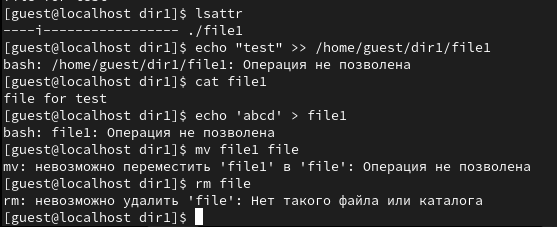 [guest@localhost dir1]$ lsattr
----i----------------- ./file1
[guest@localhost dir1]$ echo "test" >> /home/guest/dir1/file1
bash: /home/guest/dir1/file1: Операция не позволена
[guest@localhost dir1]$ cat file1
file for test
[guest@localhost dir1]$ echo 'abcd' > file1
bash: file1: Операция не позволена
[guest@localhost dir1]$ mv file1 file
mv: невозможно переместить 'file1' в 'file': Операция не позволена
[guest@localhost dir1]$ rm file
rm: невозможно удалить 'file': Нет такого файла или каталога
[guest@localhost dir1]$